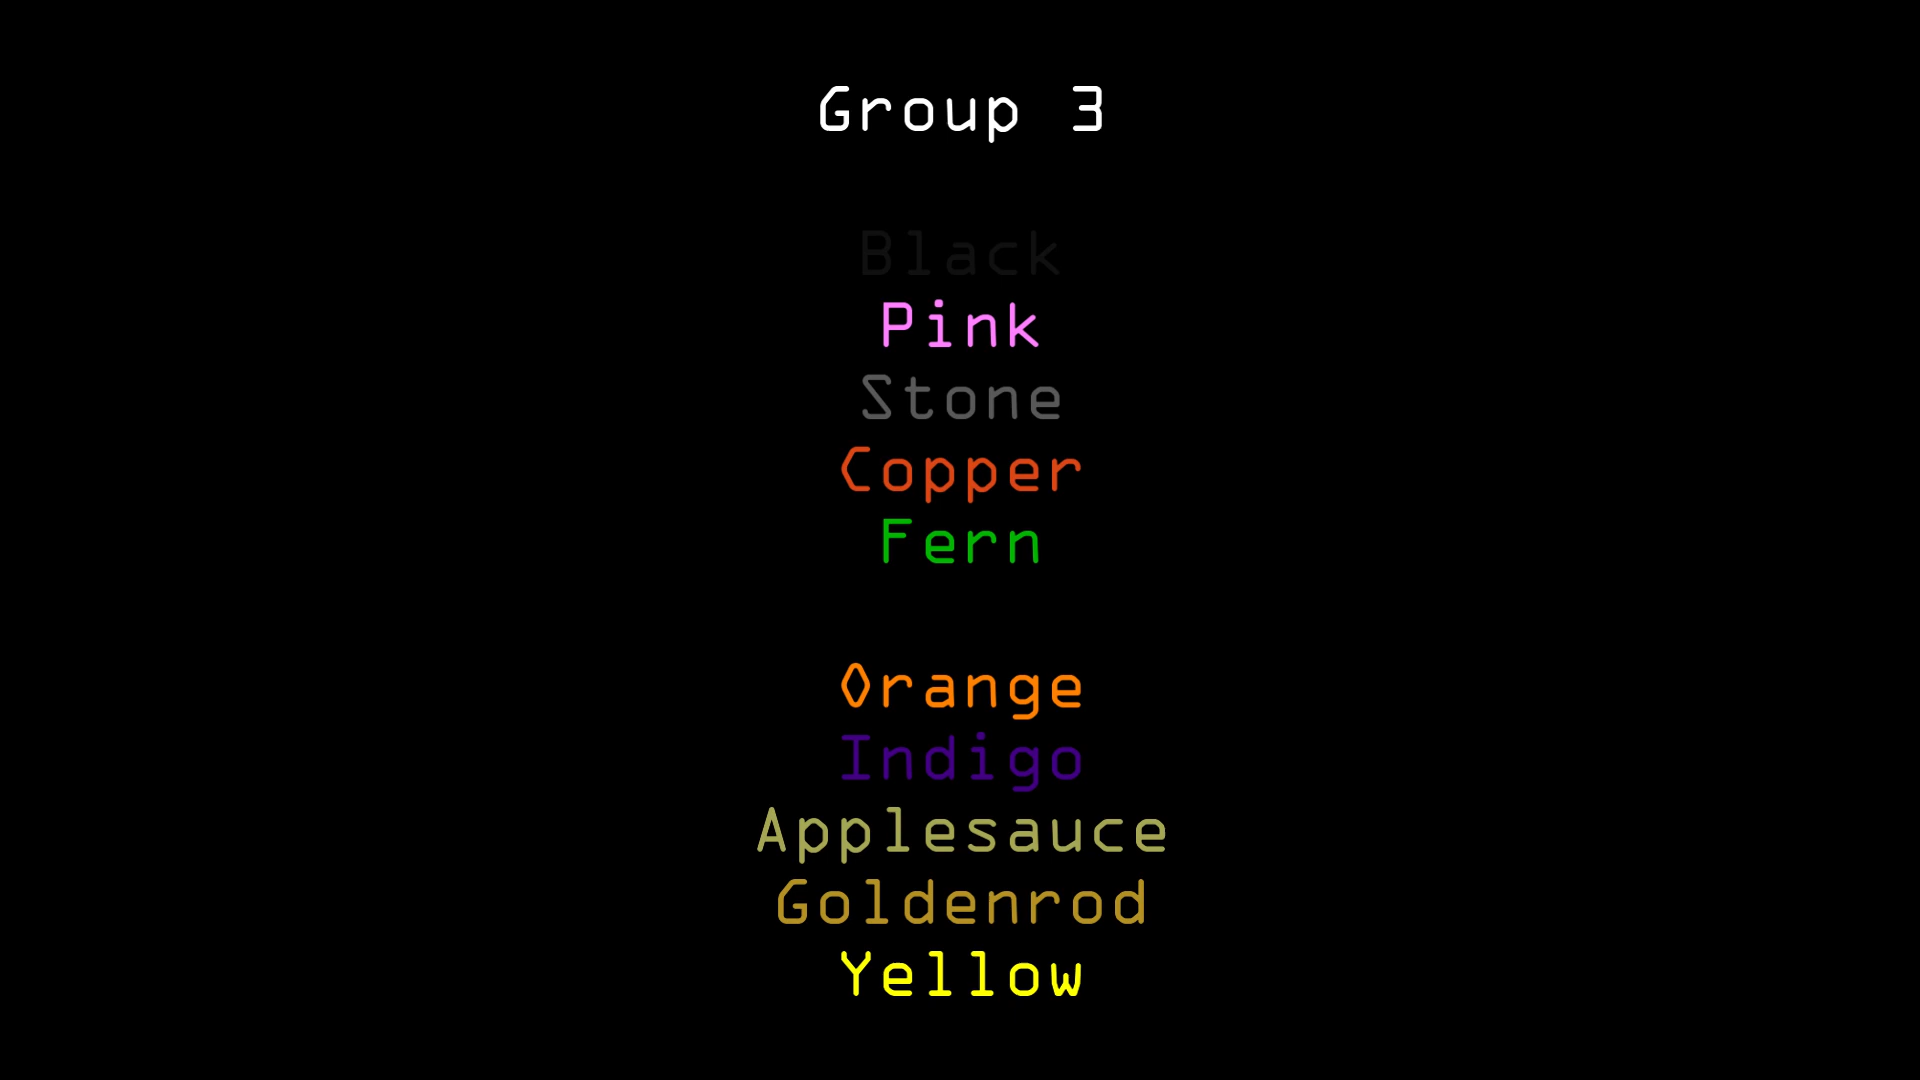 Group 3
Black
Pink
Stone
Copper
Fern
Orange
Indigo
Applesauce
Goldenrod
Yellow